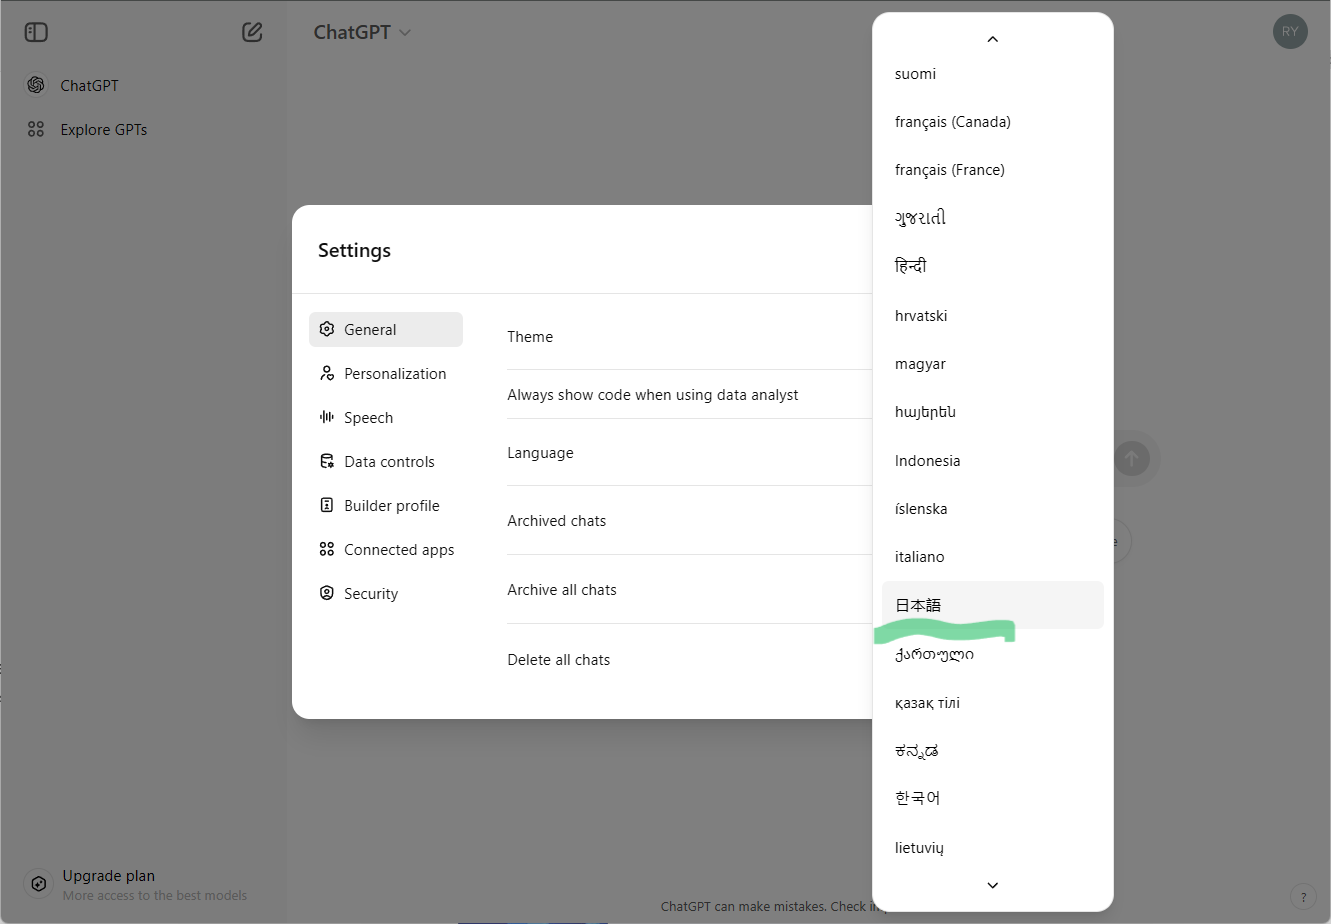 ChatGPT
RY
ChatGPT
Explore GPTs
Settings
General
Personalization
Speech
Data controls
Builder profile
Connected apps
Security
Theme
Always show code when using data analyst
Language
Archived chats
Archive all chats
Delete all chats
suomi
français (Canada)
français (France)
ગુજરાતી
हिन्दी
hrvatski
magyar
հայերեն
Indonesia
íslenska
italiano
日本語
ქართული
қазақ тілі
ಕನ್ನಡ
한국어
lietuvių
Upgrade plan
More access to the best models
ChatGPT can make mistakes. Check
?